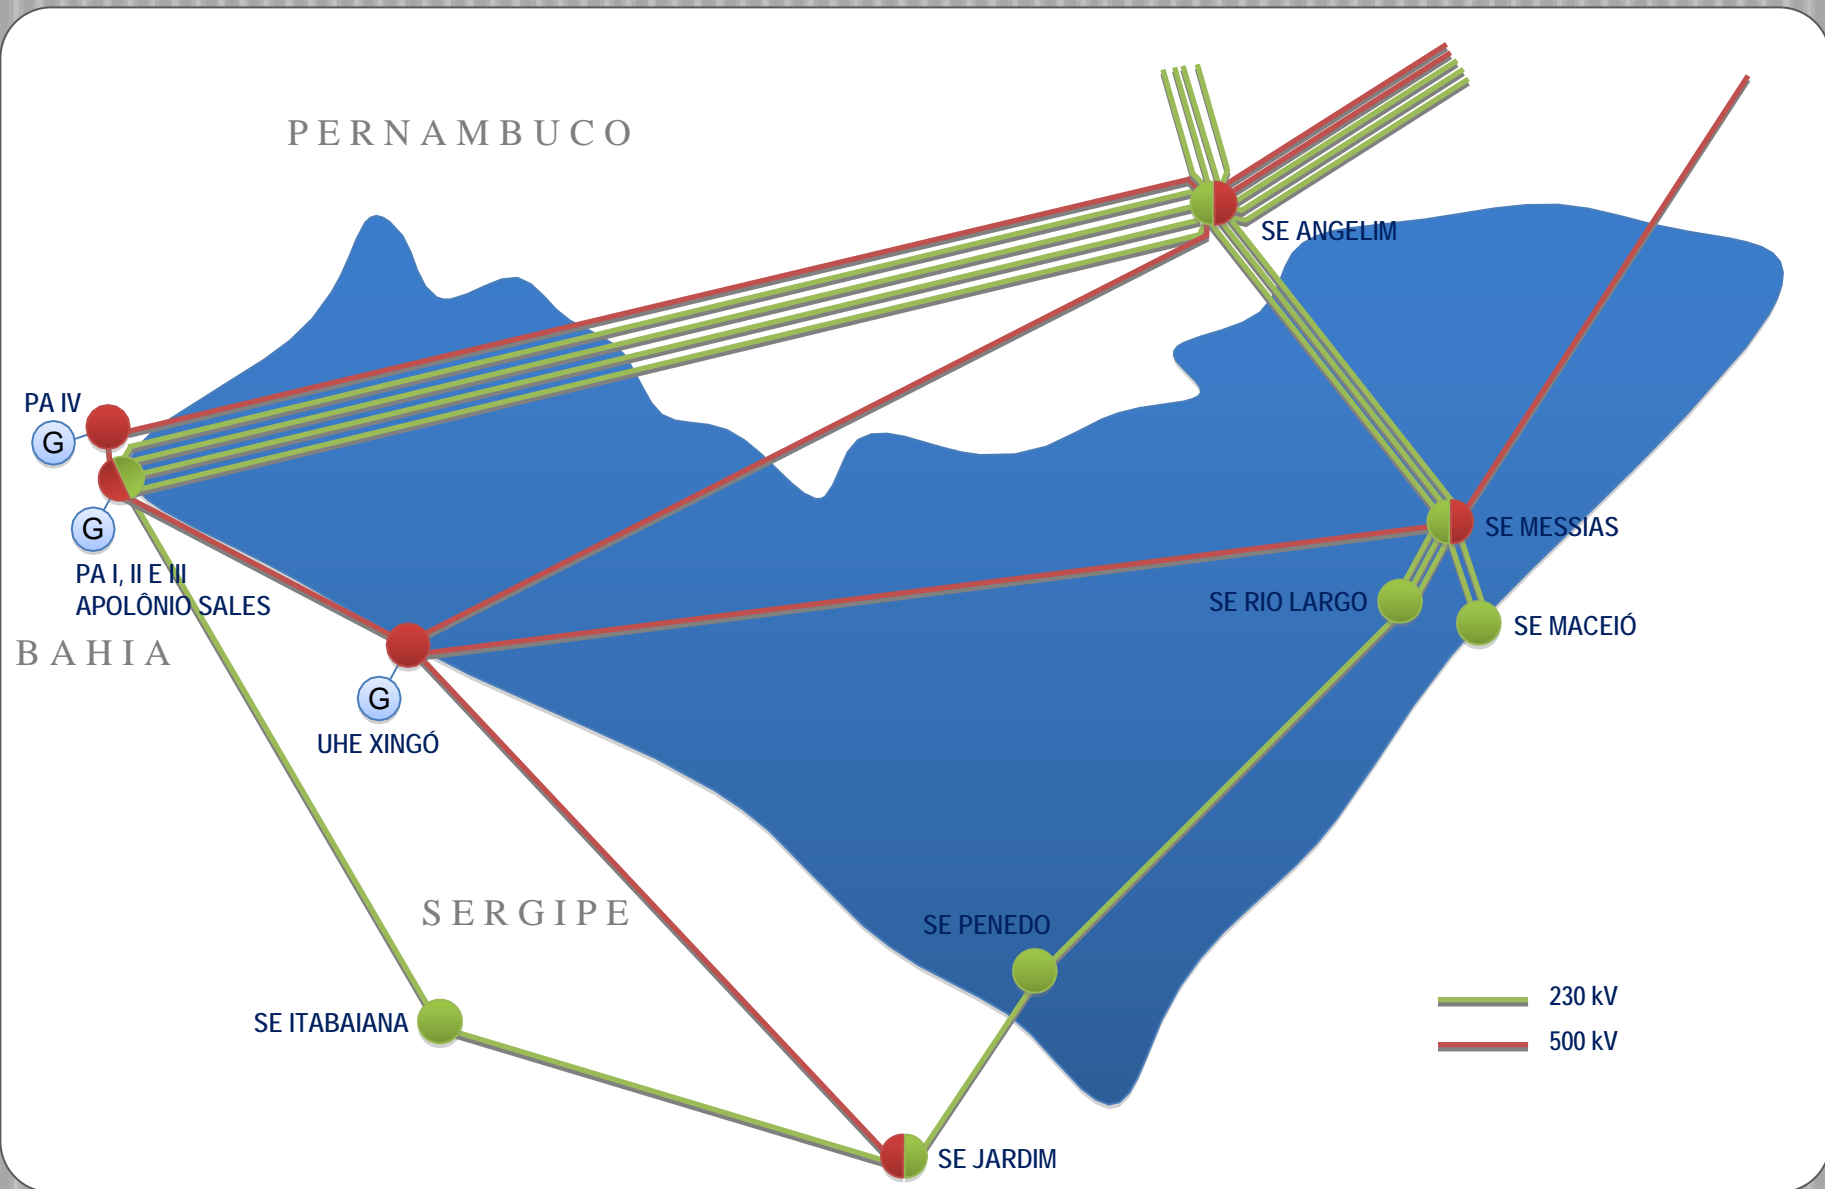 PERNAMBUCO
SE ANGELIM
PA IV
G
G
PA I, II E III
APOLÔNIO SALES
BAHIA
G
UHE XINGÓ
SE MESSIAS
SE RIO LARGO
SE MACEIÓ
SERGIPE
SE PENEDO
SE ITABAIANA
SE JARDIM
230 kV
500 kV